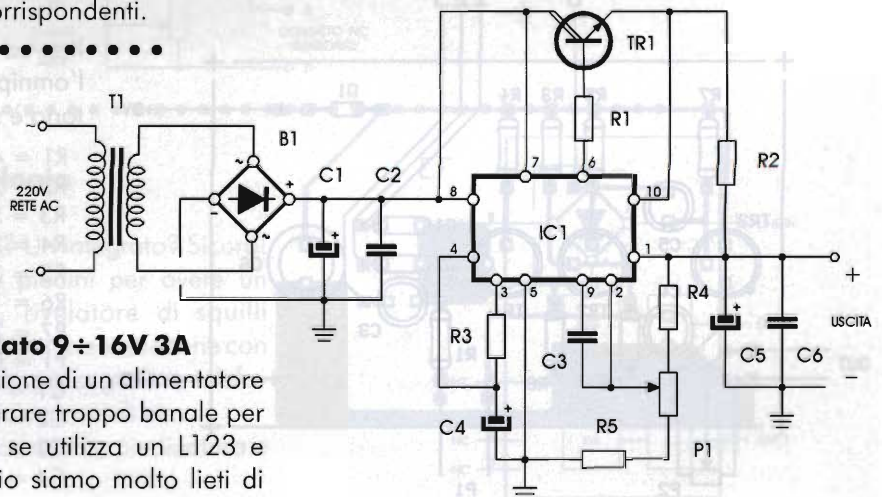 orrispondenti.
T1
~
220V
RETE AC
~
B1
~
-
+
~
C1
+
C2
TR1
R1
R2
7
6
8
10
IC1
4
1
3
5
9
2
R3
R4
C3
C4
+
R5
P1
+
C5
C6
+
USCITA
-
ato 9÷16V 3A
zione di un alimentatore
rare troppo banale per
se utilizza un L123 e
io siamo molto lieti di